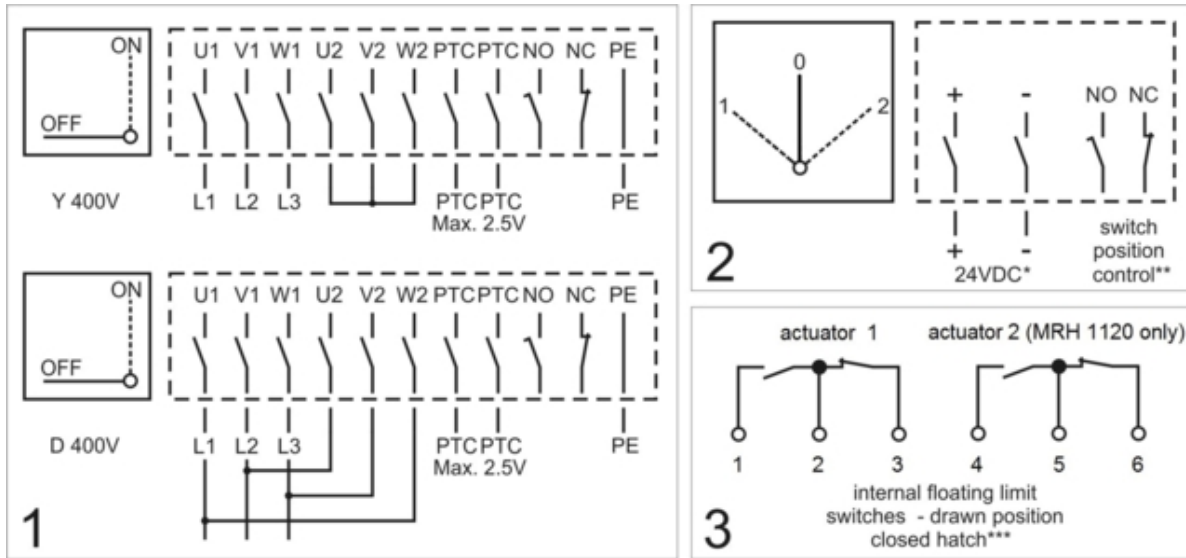 ON
U1 V1 W1 U2 V2 W2 PTC PTC NO NC PE
OFF
Y 400V
L1 L2 L3 PTC PTC PE
Max. 2.5V
ON
U1 V1 W1 U2 V2 W2 PTC PTC NO NC PE
OFF
D 400V
L1 L2 L3 PTC PTC PE
Max. 2.5V
1
0
1 2
+ - NO NC
+ -
24VDC*
switch
position
control**
2
actuator 1 actuator 2 (MRH 1120 only)
1 2 3 4 5 6
internal floating limit
switches - drawn position
closed hatch***
3